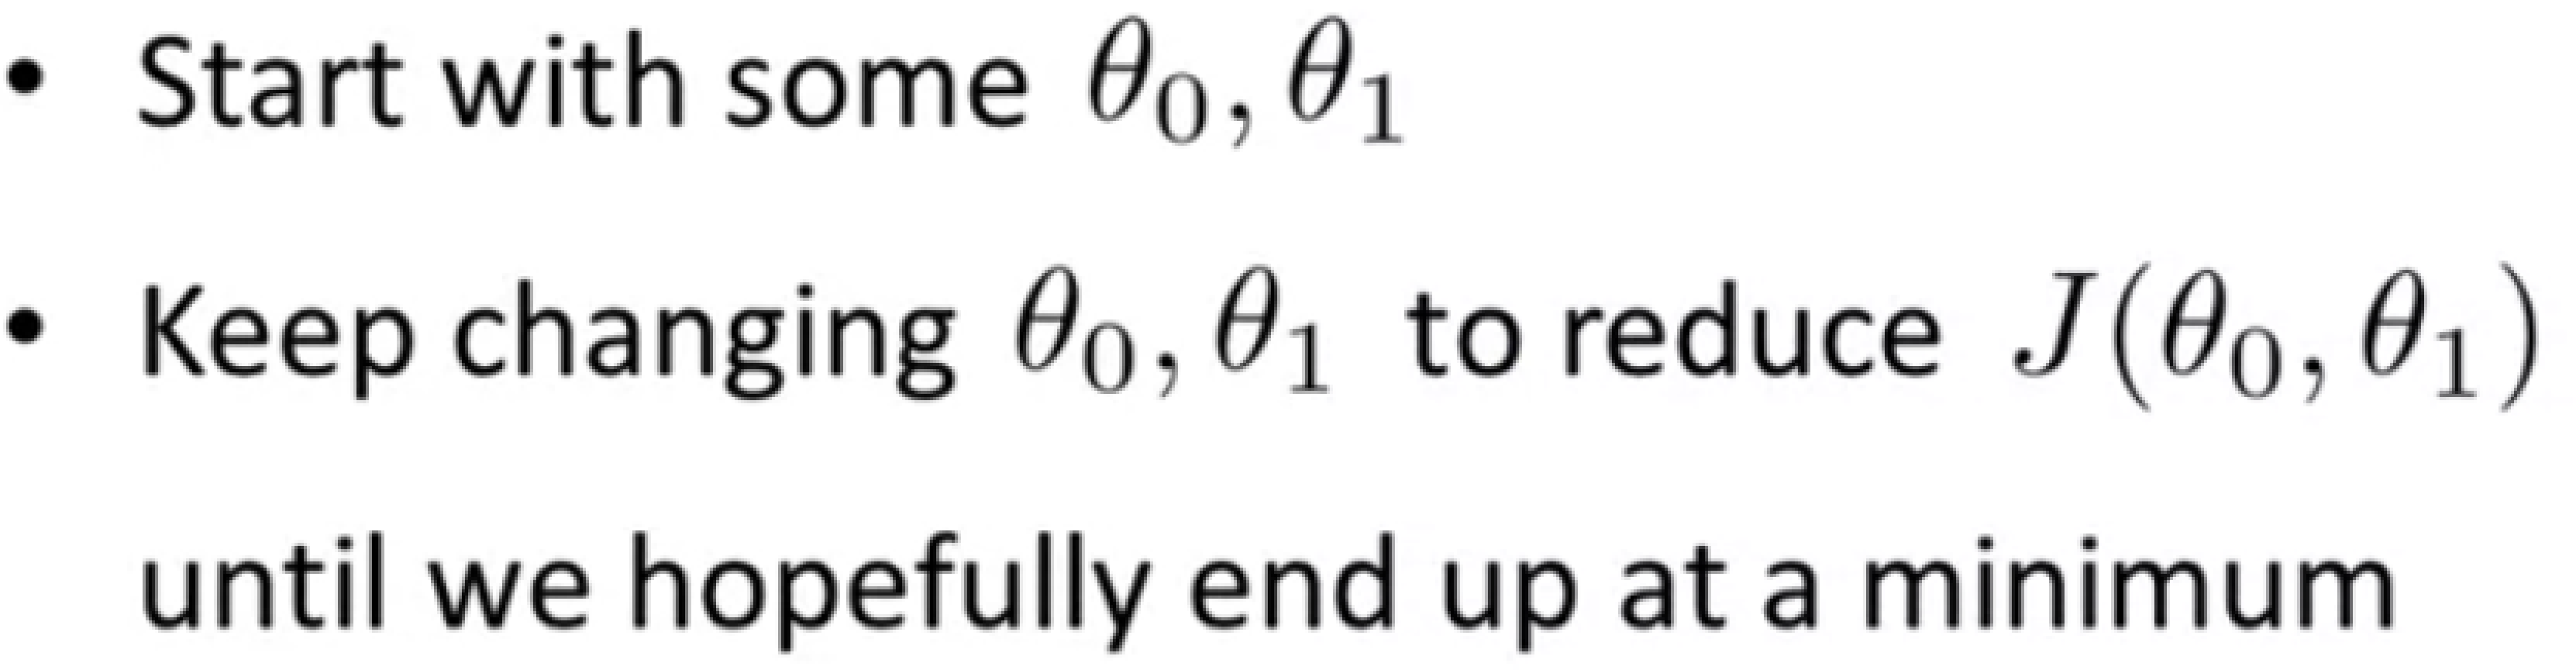 • Start with some θ₀, θ₁
• Keep changing θ₀, θ₁ to reduce J(θ₀, θ₁)
until we hopefully end up at a minimum